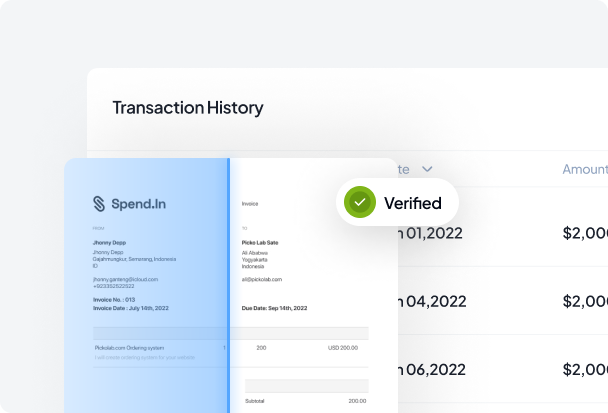 Transaction History
te
Amount
Verified
n 01,2022
$2,00
n 04,2022
$2,00
n 06,2022
$2,00
Spend.In
Invoice
FROM
TO
Jhonny Depp
Picko Lab Sate
Jhonny Depp
Gajahmungkur, Semarang, Indonesia
ID
Ali Ababwa
Yogyakarta
Indonesia
jhonny.ganteng@icloud.com
+923352522522
ali@pickolab.com
Invoice No. : 013
Invoice Date : July 14th, 2022
Due Date: Sep 14th, 2022
Pickolab.com Ordering system 1 200 USD 200.00
I will create ordering system for your website
Subtotal 200.00